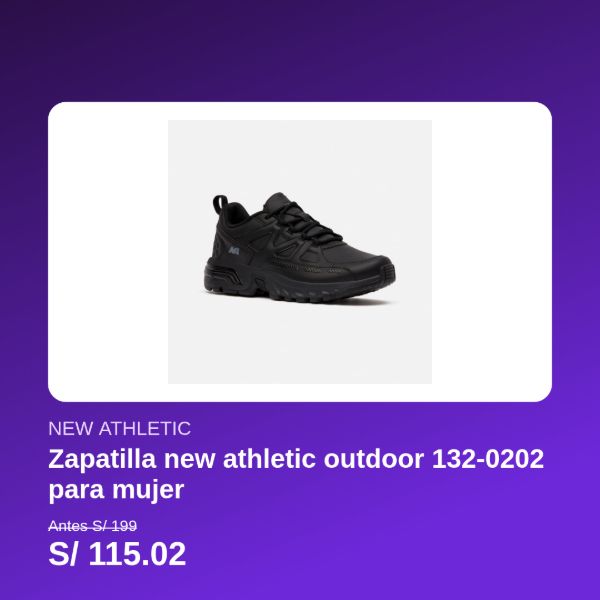 NEW ATHLETIC
Zapatilla new athletic outdoor 132-0202
para mujer
Antes S/ 199
S/ 115.02